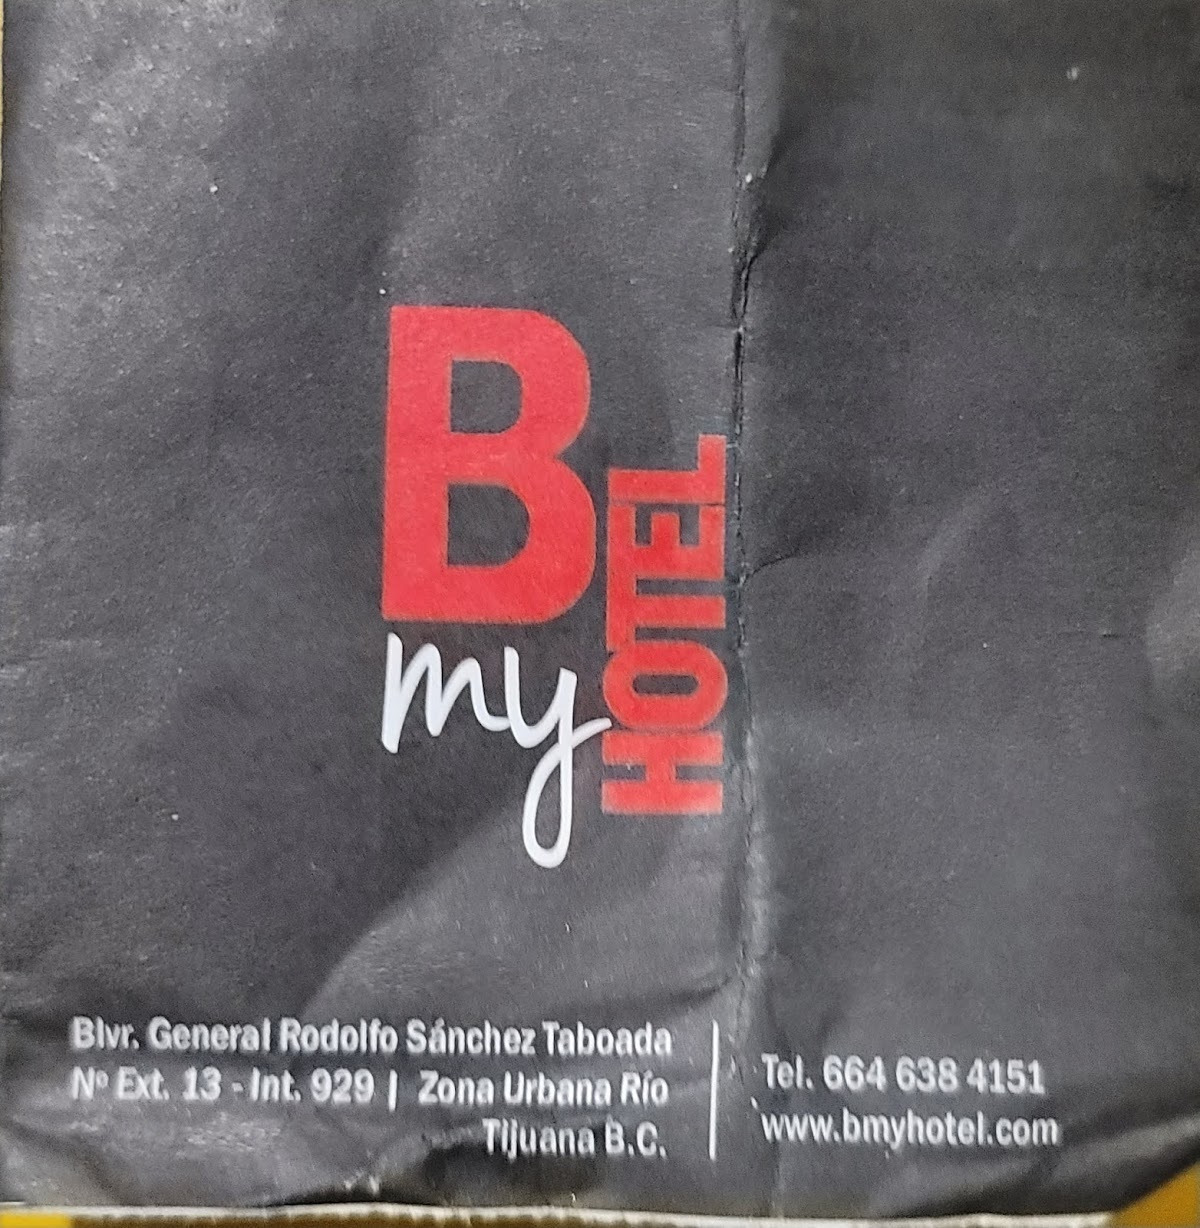 B
my
HOTEL
Blvr. General Rodolfo Sánchez Taboada
Nº Ext. 13 - Int. 929 | Zona Urbana Río
Tijuana B.C.
Tel. 664 638 4151
www.bmyhotel.com